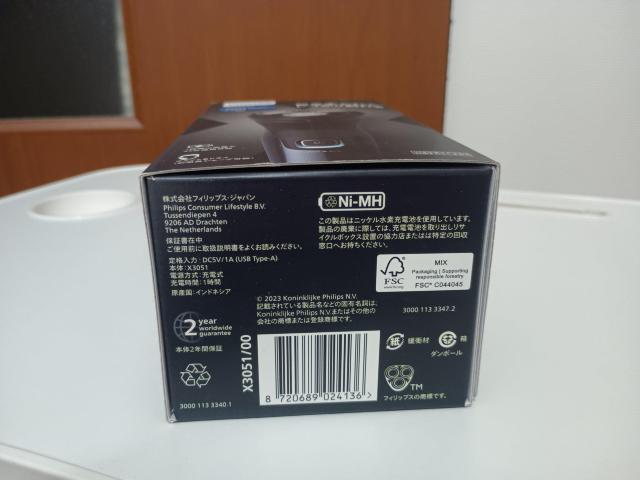 株式会社フィリップス・ジャパン
Philips Consumer Lifestyle B.V.
Tussendiepen 4
9206 AD Drachten
The Netherlands
保証書在中
ご使用前に取扱説明書をよくお読みください。
定格入力：DC5V/1A (USB Type-A)
本体：X3051
電源方式：充電式
充電時間：1時間
原産国：インドネシア
2 year
worldwide
guarantee
本体2年間保証
3000 113 3340.1
Ni-MH
この製品はニッケル水素充電池を使用しています。
製品の廃棄に際しては、充電池を取り出しリサ
イクルボックス設置の協力店または特定の回収
窓口へお持ちください。
FSC
www.fsc.org
MIX
Packaging | Supporting
responsible forestry
FSC® C044045
© 2023 Koninklijke Philips N.V.
記載されている製品名などの固有名詞は、
Koninklijke Philips N.V.またはその他の
会社の商標または登録商標です。
3000 113 3347.2
X3051/00
8 720689 024136 >
紙 緩衝材
箱
ダンボール
TM
フィリップスの商標です。